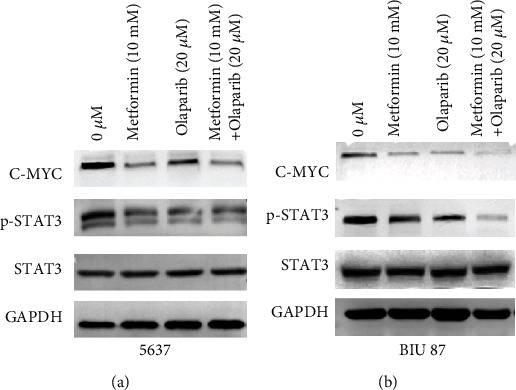 0 μM
Metformin (10 mM)
Olaparib (20 μM)
Metformin (10 mM)
+Olaparib (20 μM)
C-MYC
p-STAT3
STAT3
GAPDH
5637
(a)
0 μM
Metformin (10 mM)
Olaparib (20 μM)
Metformin (10 mM)
+Olaparib (20 μM)
C-MYC
p-STAT3
STAT3
GAPDH
BIU 87
(b)